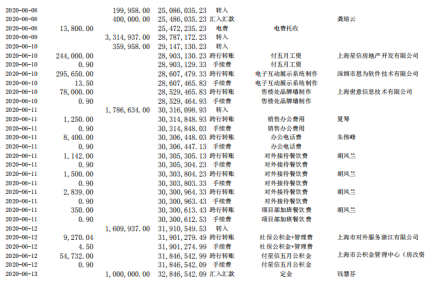 2020-06-08 199,958.00 25,086,035.23 转入
2020-06-08 400,000.00 25,486,035.23 汇入汇款 龚培云
2020-06-08 13,800.00 25,472,235.23 电费 电费托收
2020-06-09 3,314,937.00 28,787,172.23 转入
2020-06-10 359,958.00 29,147,130.23 转入
2020-06-10 244,000.00 28,903,130.23 跨行转账 付五月工资 上海星信房地产开发有限公司
2020-06-10 0.90 28,903,129.33 手续费 付五月工资
2020-06-10 295,650.00 28,607,479.33 跨行转账 电子互动展示系统制作 深圳市思为软件技术有限公司
2020-06-10 13.50 28,607,465.83 手续费 电子互动展示系统制作
2020-06-10 78,000.00 28,529,465.83 跨行转账 售楼处品牌墙制作 上海世意信息技术有限公司
2020-06-10 0.90 28,529,464.93 手续费 售楼处品牌墙制作
2020-06-11 1,786,634.00 30,316,098.93 转入
2020-06-11 1,250.00 30,314,848.93 跨行转账 销售办公费用 夏琴
2020-06-11 0.90 30,314,848.03 手续费 销售办公费用
2020-06-11 8,400.00 30,306,448.03 跨行转账 办公电话费 朱伟峰
2020-06-11 0.90 30,306,447.13 手续费 办公电话费
2020-06-11 1,142.00 30,305,305.13 跨行转账 对外接待餐饮费 胡凤兰
2020-06-11 0.90 30,305,304.23 手续费 对外接待餐饮费
2020-06-11 1,500.00 30,303,804.23 跨行转账 对外接待餐饮费 胡凤兰
2020-06-11 0.90 30,303,803.33 手续费 对外接待餐饮费
2020-06-11 2,839.00 30,300,964.33 跨行转账 对外接待餐饮费 胡凤兰
2020-06-11 0.90 30,300,963.43 手续费 对外接待餐饮费
2020-06-11 350.00 30,300,613.43 跨行转账 项目部加班餐饮费 胡凤兰
2020-06-11 0.90 30,300,612.53 手续费 项目部加班餐饮费
2020-06-12 1,609,937.00 31,910,549.53 转入
2020-06-12 9,270.04 31,901,279.49 跨行转账 社保公积金+管理费 上海市对外服务浙江有限公司
2020-06-12 4.50 31,901,274.99 手续费 社保公积金+管理费
2020-06-12 54,732.00 31,846,542.99 跨行转账 付星信五月公积金 上海市公积金管理中心（房改资
2020-06-12 0.90 31,846,542.09 手续费 付星信五月公积金
2020-06-13 1,000,000.00 32,846,542.09 汇入汇款 定金 钱慧芬